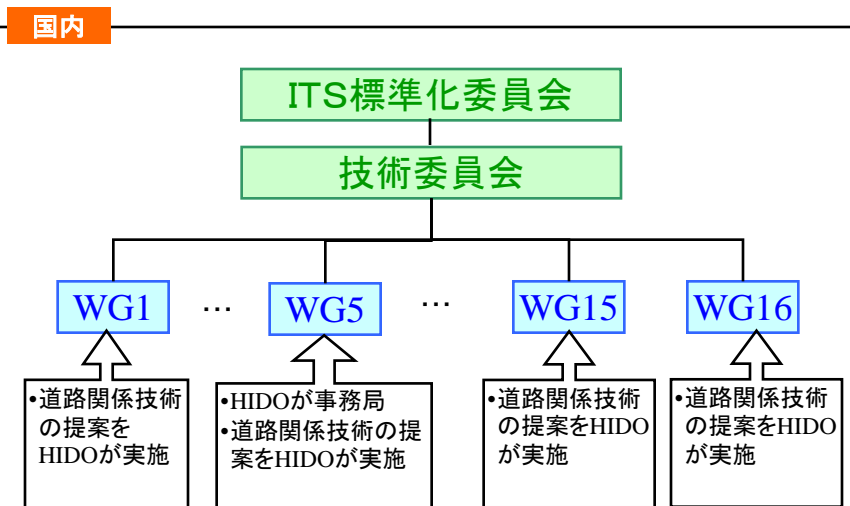 国内
ITS標準化委員会
技術委員会
WG1
…
WG5
…
WG15
WG16
•道路関係技術
の提案を
HIDOが実施
•HIDOが事務局
•道路関係技術の提
案をHIDOが実施
•道路関係技術
の提案をHIDO
が実施
•道路関係技術
の提案をHIDO
が実施